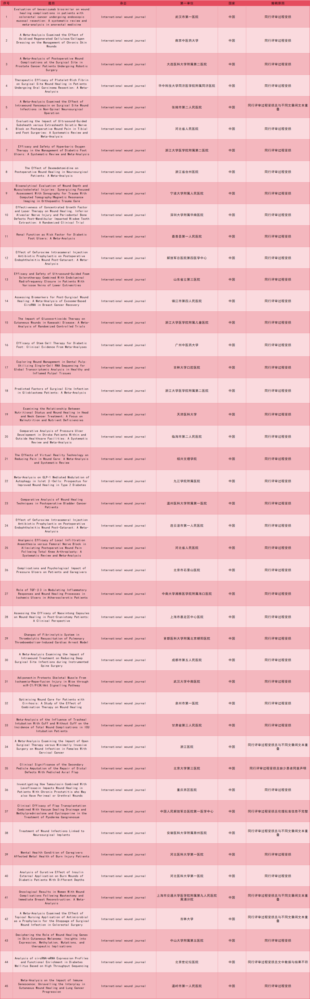 序号 题目 杂志 第一单位 国家 撤稿原因
1 Evaluation of bevacizumab biosimilar on wound
healing complications in patients with
colorectal cancer undergoing endoscopic
mucosal resection: A systematic review and
meta-analysis in anorectal medicine
International wound journal 武汉市第一医院 中国 同行评审过程受损
2 A Meta-Analysis Examined the Effect of
Oxidised Regenerated Cellulose/Collagen
Dressing on the Management of Chronic Skin
Wounds
International wound journal 南京中医药大学 中国 同行评审过程受损
3 A Meta-Analysis of Postoperative Wound
Complications at the Surgical Site in
Prostate Cancer Patients Undergoing Robotic
Surgery
International wound journal 大连医科大学附属第二医院 中国 同行评审过程受损
4 Therapeutic Efficacy of Platelet-Rich Fibrin
on Surgical Site Wound Healing in Patients
Undergoing Oral Carcinoma Resection: A Meta-
Analysis
International wound journal 华中科技大学同济医学院附属同济医院 中国 同行评审过程受损
5 A Meta-Analysis Examined the Effect of
Intrawound Vancomycin on Surgical Site Wound
Infections in Non-Spinal Neurosurgical
Operation
International wound journal 张掖市第二人民医院 中国 同行评审过程受损且与不同文章间文本重
叠
6 Evaluating the Impact of Ultrasound-Guided
Subsheath versus Extrasheath Sciatic Nerve
Block on Postoperative Wound Pain in Tibial
and Foot Surgeries: A Systematic Review and
Meta-Analysis
International wound journal 河北省人民医院 中国 同行评审过程受损
7 Efficacy and Safety of Hyperbaric Oxygen
Therapy in the Management of Diabetic Foot
Ulcers: A Systematic Review and Meta-Analysis
International wound journal 浙江大学医学院附属第二医院 中国 同行评审过程受损
8 The Effect of Dexmedetomidine on
Postoperative Wound Healing in Neurosurgical
Patients: A Meta-Analysis
International wound journal 浙江省台州医院 中国 同行评审过程受损
9 Bioanalytical Evaluation of Wound Depth and
Musculoskeletal Injuries: Synergizing Focused
Assessment With Sonography for Trauma With
Computed Tomography/Magnetic Resonance
Imaging in Orthopaedic Trauma Care
International wound journal 宁波大学附属人民医院 中国 同行评审过程受损
10 Effectiveness of Concentrated Growth Factor
and Laser Therapy on Wound Healing, Inferior
Alveolar Nerve Injury and Periodontal Bone
Defects Post-Mandibular Impacted Wisdom Tooth
Extraction: A Randomized Clinical Trial
International wound journal 深圳大学附属华南医院 中国 同行评审过程受损
11 Renal Function as Risk Factor for Diabetic
Foot Ulcers: A Meta-Analysis
International wound journal 嘉善县第一人民医院 中国 同行评审过程受损
12 Effect of Cefuroxime Intracameral Injection
Antibiotic Prophylactic on Postoperative
Endophthalmitis Wound Post-Cataract: A Meta-
Analysis
International wound journal 解放军总医院第四医学中心 中国 同行评审过程受损
13 Efficacy and Safety of Ultrasound-Guided Foam
Sclerotherapy Combined With Endoluminal
Radiofrequency Closure in Patients With
Varicose Veins of Lower Extremities
International wound journal 山东省立第三医院 中国 同行评审过程受损
14 Assessing Biomarkers for Post-Surgical Wound
Healing: A Meta-Analysis of Exosome-Based
CircRNA in Breast Cancer Recovery
International wound journal 镇江市第四人民医院 中国 同行评审过程受损
15 The Impact of Glucocorticoids Therapy on
Cutaneous Wounds in Kawasaki Disease: A Meta-
Analysis of Randomized Controlled Trials
International wound journal 浙江大学医学院附属儿童医院 中国 同行评审过程受损
16 Efficacy of Stem Cell Therapy for Diabetic
Foot: Clinical Evidence From Meta-Analyses
International wound journal 广州中医药大学 中国 同行评审过程受损
17 Exploring Wound Management in Dental Pulp:
Utilizing Single-Cell RNA Sequencing for
Global Transcriptomic Analysis in Healthy and
Inflamed Pulpal Tissues
International wound journal 吉林大学口腔医院 中国 同行评审过程受损
18 Predicted Factors of Surgical Site Infection
in Glioblastoma Patients: A Meta-Analysis
International wound journal 浙江大学医学院附属第二医院 中国 同行评审过程受损
19 Examining the Relationship Between
Nutritional Status and Wound Healing in Head
and Neck Cancer Treatment: A Focus on
Malnutrition and Nutrient Deficiencies
International wound journal 天津医科大学 中国 同行评审过程受损
20 Comparative Analysis of Pressure Ulcer
Development in Stroke Patients Within and
Outside Healthcare Facilities: A Systematic
Review and Meta-Analysis
International wound journal 临海市第二人民医院 中国 同行评审过程受损
21 The Effects of Virtual Reality Technology on
Reducing Pain in Wound Care: A Meta-Analysis
and Systematic Review
International wound journal 绍兴文理学院 中国 同行评审过程受损
22 Meta-Analysis on GLP-1 Mediated Modulation of
Autophagy in Islet β-Cells: Prospectus for
Improved Wound Healing in Type 2 Diabetes
International wound journal 九江学院附属医院 中国 同行评审过程受损
23 Comparative Analysis of Wound Healing
Techniques in Postoperative Bladder Cancer
Patients
International wound journal 温州医科大学附属第一医院 中国 同行评审过程受损
24 Effect of Cefuroxime Intracameral Injection
Antibiotic Prophylactic on Postoperative
Endophthalmitis Wound Post-Cataract: A Meta-
Analysis
International wound journal 连云港市第一人民医院 中国 同行评审过程受损
25 Analgesic Efficacy of Local Infiltration
Anaesthesia versus Femoral Nerve Block in
Alleviating Postoperative Wound Pain
Following Total Knee Arthroplasty: A
Systematic Review and Meta-Analysis
International wound journal 河北省人民医院 中国 同行评审过程受损
26 Complications and Psychological Impact of
Pressure Ulcers on Patients and Caregivers
International wound journal 北京市石景山医院 中国 同行评审过程受损
27 Role of TGF-β3 in Modulating Inflammatory
Responses and Wound Healing Processes in
Ischemic Ulcers in Atherosclerotic Patients
International wound journal 中南大学湘雅医学院附属海口医院 中国 同行评审过程受损
28 Assessing the Efficacy of Naoxintong Capsules
on Wound Healing in Post-Craniotomy Patients:
A Clinical Perspective
International wound journal 上海市嘉定区中心医院 中国 同行评审过程受损
29 Changes of Fibrinolytic System in
Thrombolytic Resuscitation of Pulmonary
Thromboembolism-Induced Cardiac Arrest Model
International wound journal 首都医科大学附属北京朝阳医院 中国 同行评审过程受损
30 A Meta-Analysis Examining the Impact of
Intrawound Treatment on Reducing Deep
Surgical Site Infections during Instrumented
Spine Surgery
International wound journal 成都市第五人民医院 中国 同行评审过程受损
31 Adiponectin Protects Skeletal Muscle From
Ischaemia-Reperfusion Injury in Mice through
miR-21/PI3K/Akt Signalling Pathway
International wound journal 武汉大学中南医院 中国 同行评审过程受损
32 Optimising Wound Care for Patients with
Cirrhosis: A Study of the Effect of
Combination Therapy on Wound Healing
International wound journal 泉州市第一医院 中国 同行评审过程受损
33 Meta-Analysis of the Influence of Tracheal
Intubation With Cuff and Without Cuff on the
Incidence of Total Wound Complications in ICU
Intubation Patients
International wound journal 甘肃省第三人民医院 中国 同行评审过程受损
34 A Meta-Analysis Examining the Impact of Open
Surgical Therapy versus Minimally Invasive
Surgery on Wound Infection in Females With
Cervical Cancer
International wound journal 浙江医院 中国 同行评审过程受损且与不同文章间文本重
叠
35 Clinical Significance of the Secondary
Pedicle Amputation of the Repair of Distal
Defects With Pedicled Axial Flap
International wound journal 北京大学第三医院 中国 同行评审过程受损且缺少患者同意声明
36 Investigating How Tamsulosin Combined With
Levofloxacin Impacts Wound Healing in
Patients With Chronic Prostatitis who May
also Have Perineal or Urethral Wounds
International wound journal 重庆西区医院 中国 同行评审过程受损
37 Clinical Efficacy of Flap Transplantation
Combined With Vacuum Sealing Drainage and
Methylprednisolone and Cyclosporine in the
Treatment of Pyoderma Gangrenosum
International wound journal 中国人民解放军总医院第一医学中心 中国 同行评审过程受损且伦理批准信息不完整
38 Treatment of Wound Infections Linked to
Neurosurgical Implants
International wound journal 安徽医科大学附属滁州医院 中国 同行评审过程受损且与不同文章间文本重
叠
39 Mental Health Condition of Caregivers
Affected Metal Health of Burn Injury Patients
International wound journal 河北医科大学第一医院 中国 同行评审过程受损
40 Analysis of Curative Effect of Insulin
External Application on Burn Wounds of
Diabetic Patients With Different Depths
International wound journal 河北医科大学第一医院 中国 同行评审过程受损
41 Oncological Results in Women With Wound
Complications Following Mastectomy and
Immediate Breast Reconstruction: A Meta-
Analysis
International wound journal 上海市交通大学医学院附属第九人民医院
黄浦分院 中国 同行评审过程受损且与不同文章间文本重
叠
42 A Meta-Analysis Examined the Effect of
Topical Nursing Application of Antimicrobial
as a Prophylaxis for the Stoppage of Surgical
Wound Infection in Colorectal Surgery
International wound journal 吉林大学 中国 同行评审过程受损且与不同文章间文本重
叠
43 Deciphering the Role of Wound Healing Genes
in Skin Cutaneous Melanoma: Insights into
Expression, Methylation, Mutations, and
therapeutic Implications
International wound journal 中山大学附属第五医院 中国 同行评审过程受损
44 Analysis of circRNA-mRNA Expression Profiles
and Functional Enrichment in Diabetes
Mellitus Based on High Throughput Sequencing
International wound journal 北京世纪坛医院 中国 同行评审过程受损且文中数据与结果不符
45 Meta-Analysis on the Impact of Immune
Senescence: Unravelling the Interplay in
Cutaneous Wound Healing and Lung Cancer
Progression
International wound journal 温岭市第一人民医院 中国 同行评审过程受损